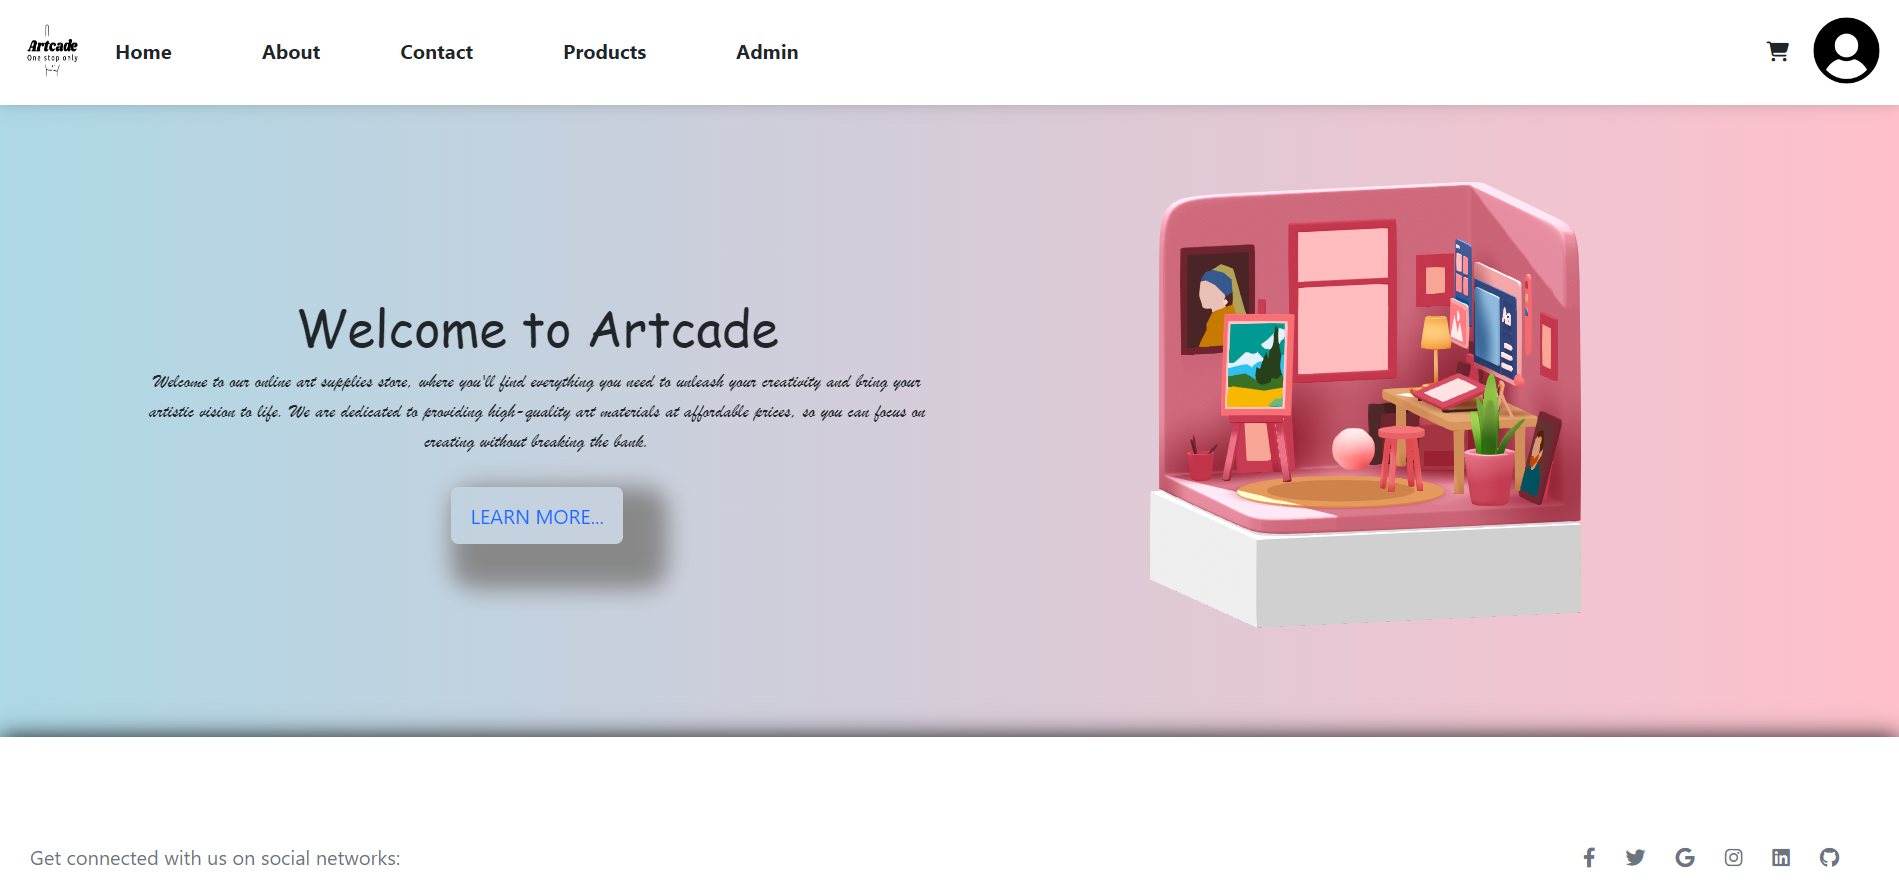 Artcade
One stop only
Home About Contact Products Admin
Welcome to Artcade
Welcome to our online art supplies store, where you'll find everything you need to unleash your creativity and bring your
artistic vision to life. We are dedicated to providing high-quality art materials at affordable prices, so you can focus on
creating without breaking the bank.
Aa
LEARN MORE...
Get connected with us on social networks: